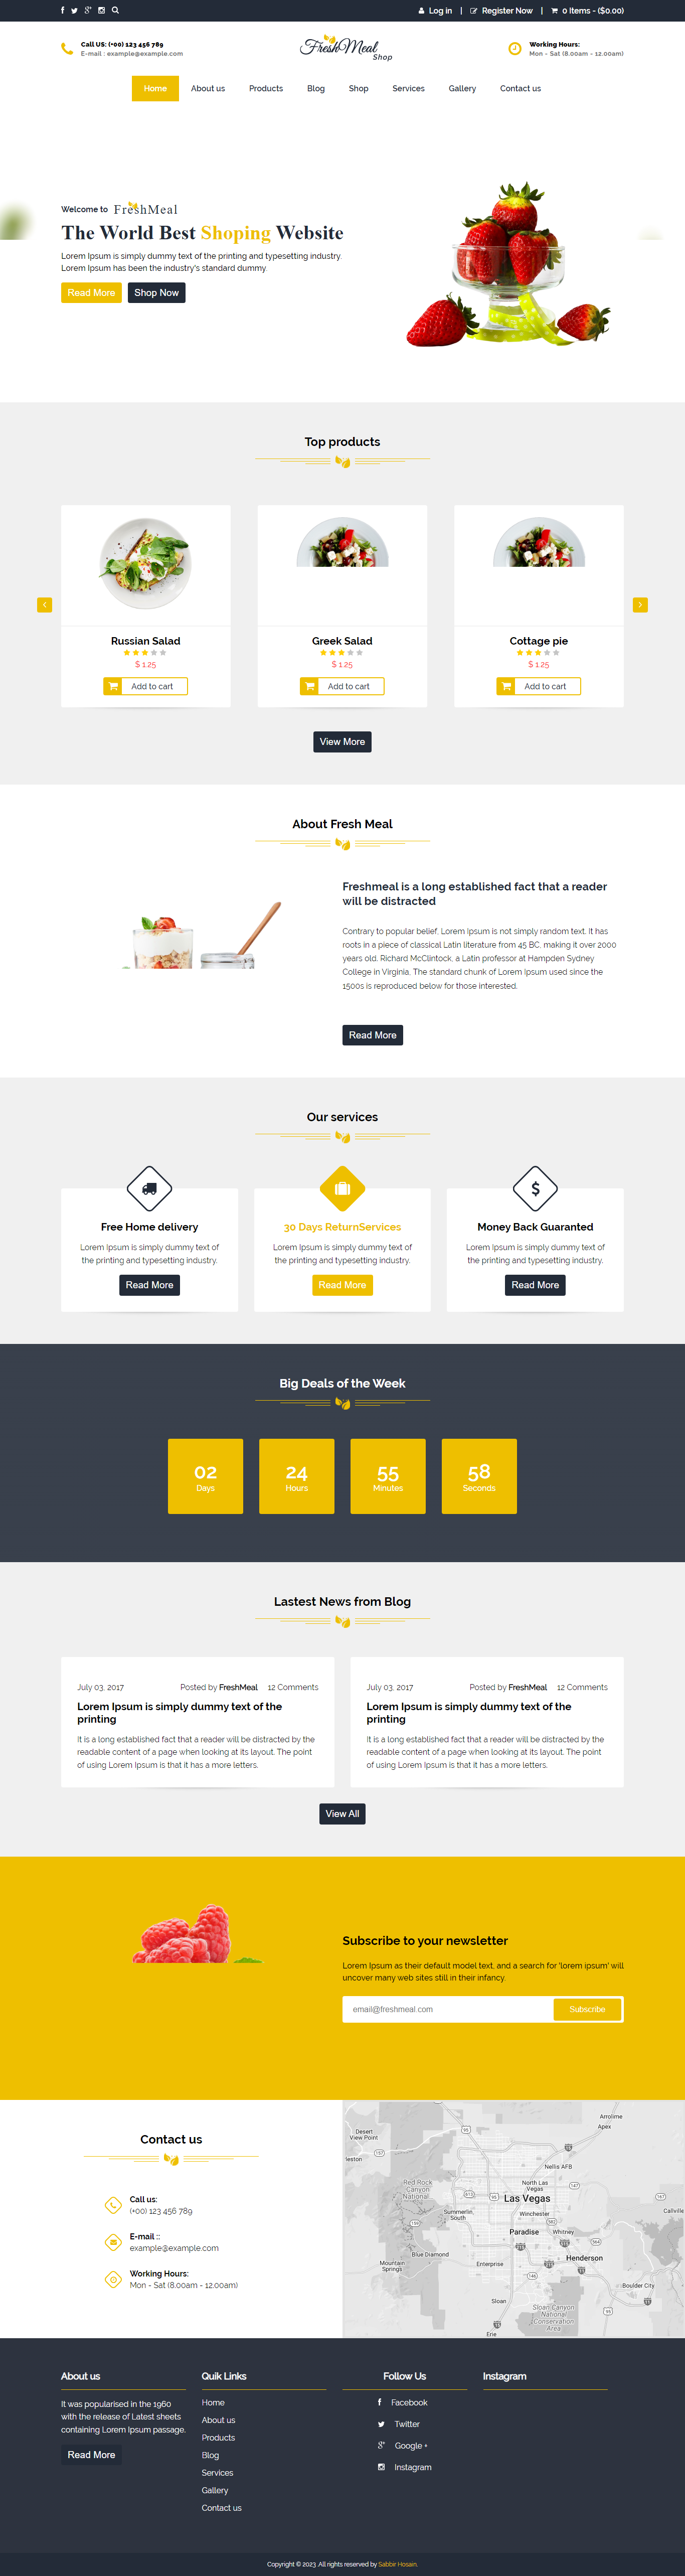 Log in | Register Now | 0 Items - ($0.00)
Call US: (+00) 123 456 789
E-mail : example@example.com
FreshMeal
Shop
Working Hours:
Mon - Sat (8.00am - 12.00am)
Home About us Products Blog Shop Services Gallery Contact us
Welcome to FreshMeal
The World Best Shoping Website
Lorem Ipsum is simply dummy text of the printing and typesetting industry.
Lorem Ipsum has been the industry's standard dummy.
Read More Shop Now
Top products
Russian Salad
$ 1.25
Add to cart
Greek Salad
$ 1.25
Add to cart
Cottage pie
$ 1.25
Add to cart
View More
About Fresh Meal
Freshmeal is a long established fact that a reader
will be distracted
Contrary to popular belief, Lorem Ipsum is not simply random text. It has
roots in a piece of classical Latin literature from 45 BC, making it over 2000
years old. Richard McClintock, a Latin professor at Hampden Sydney
College in Virginia. The standard chunk of Lorem Ipsum used since the
1500s is reproduced below for those interested.
Read More
Our services
Free Home delivery
Lorem Ipsum is simply dummy text of
the printing and typesetting industry.
Read More
30 Days ReturnServices
Lorem Ipsum is simply dummy text of
the printing and typesetting industry.
Read More
$
Money Back Guaranted
Lorem Ipsum is simply dummy text of
the printing and typesetting industry.
Read More
Big Deals of the Week
02
Days
24
Hours
55
Minutes
58
Seconds
Lastest News from Blog
July 03, 2017 Posted by FreshMeal 12 Comments
Lorem Ipsum is simply dummy text of the
printing
It is a long established fact that a reader will be distracted by the
readable content of a page when looking at its layout. The point
of using Lorem Ipsum is that it has a more letters.
July 03, 2017 Posted by FreshMeal 12 Comments
Lorem Ipsum is simply dummy text of the
printing
It is a long established fact that a reader will be distracted by the
readable content of a page when looking at its layout. The point
of using Lorem Ipsum is that it has a more letters.
View All
Subscribe to your newsletter
Lorem Ipsum as their default model text, and a search for 'lorem ipsum' will
uncover many web sites still in their infancy.
email@freshmeal.com Subscribe
Contact us
Call us:
(+00) 123 456 789
E-mail ::
example@example.com
Working Hours:
Mon - Sat (8.00am - 12.00am)
Arrolime
Apex
Desert
View Point
leston
Nellis AFB
Red Rock
Canyon
National...
North Las
Vegas
Las Vegas
Callville
Summerlin
South
Winchester
Paradise
Whitney
Blue Diamond
Henderson
Mountain
Springs
Enterprise
Boulder City
Sloan
Sloan Canyon
National
Conservation
Area
Erie
About us
It was popularised in the 1960
with the release of Latest sheets
containing Lorem Ipsum passage.
Read More
Quik Links
Home
About us
Products
Blog
Services
Gallery
Contact us
Follow Us
Facebook
Twitter
Google +
Instagram
Instagram
Copyright © 2023 .All rights reserved by Sabbir Hosain.